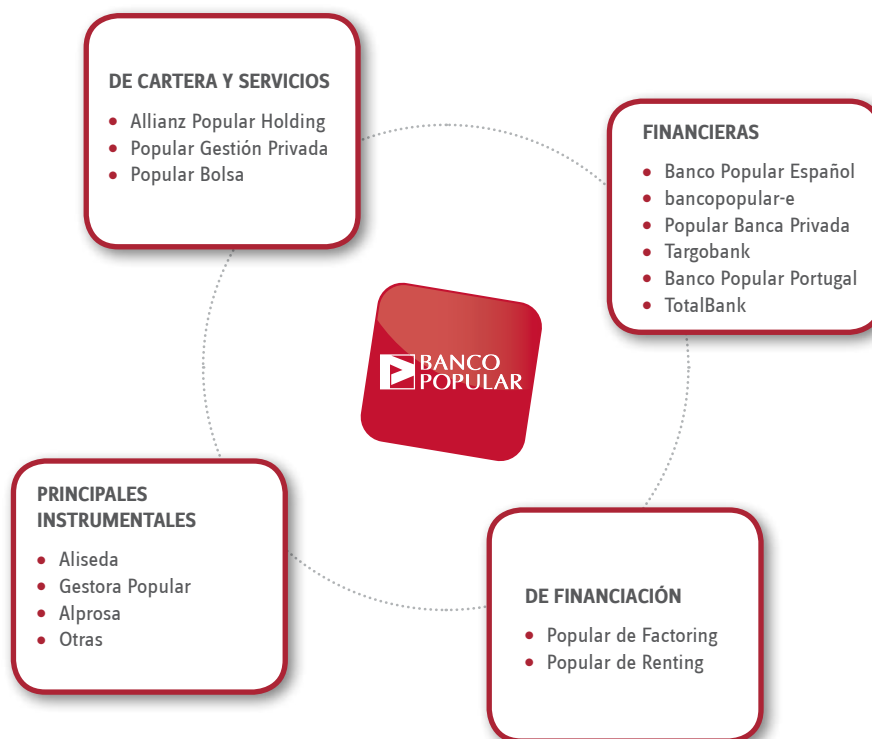 DE CARTERA Y SERVICIOS
• Allianz Popular Holding
• Popular Gestión Privada
• Popular Bolsa
FINANCIERAS
• Banco Popular Español
• bancopopular-e
• Popular Banca Privada
• Targobank
• Banco Popular Portugal
• TotalBank
BANCO
POPULAR
PRINCIPALES
INSTRUMENTALES
• Aliseda
• Gestora Popular
• Alprosa
• Otras
DE FINANCIACIÓN
• Popular de Factoring
• Popular de Renting